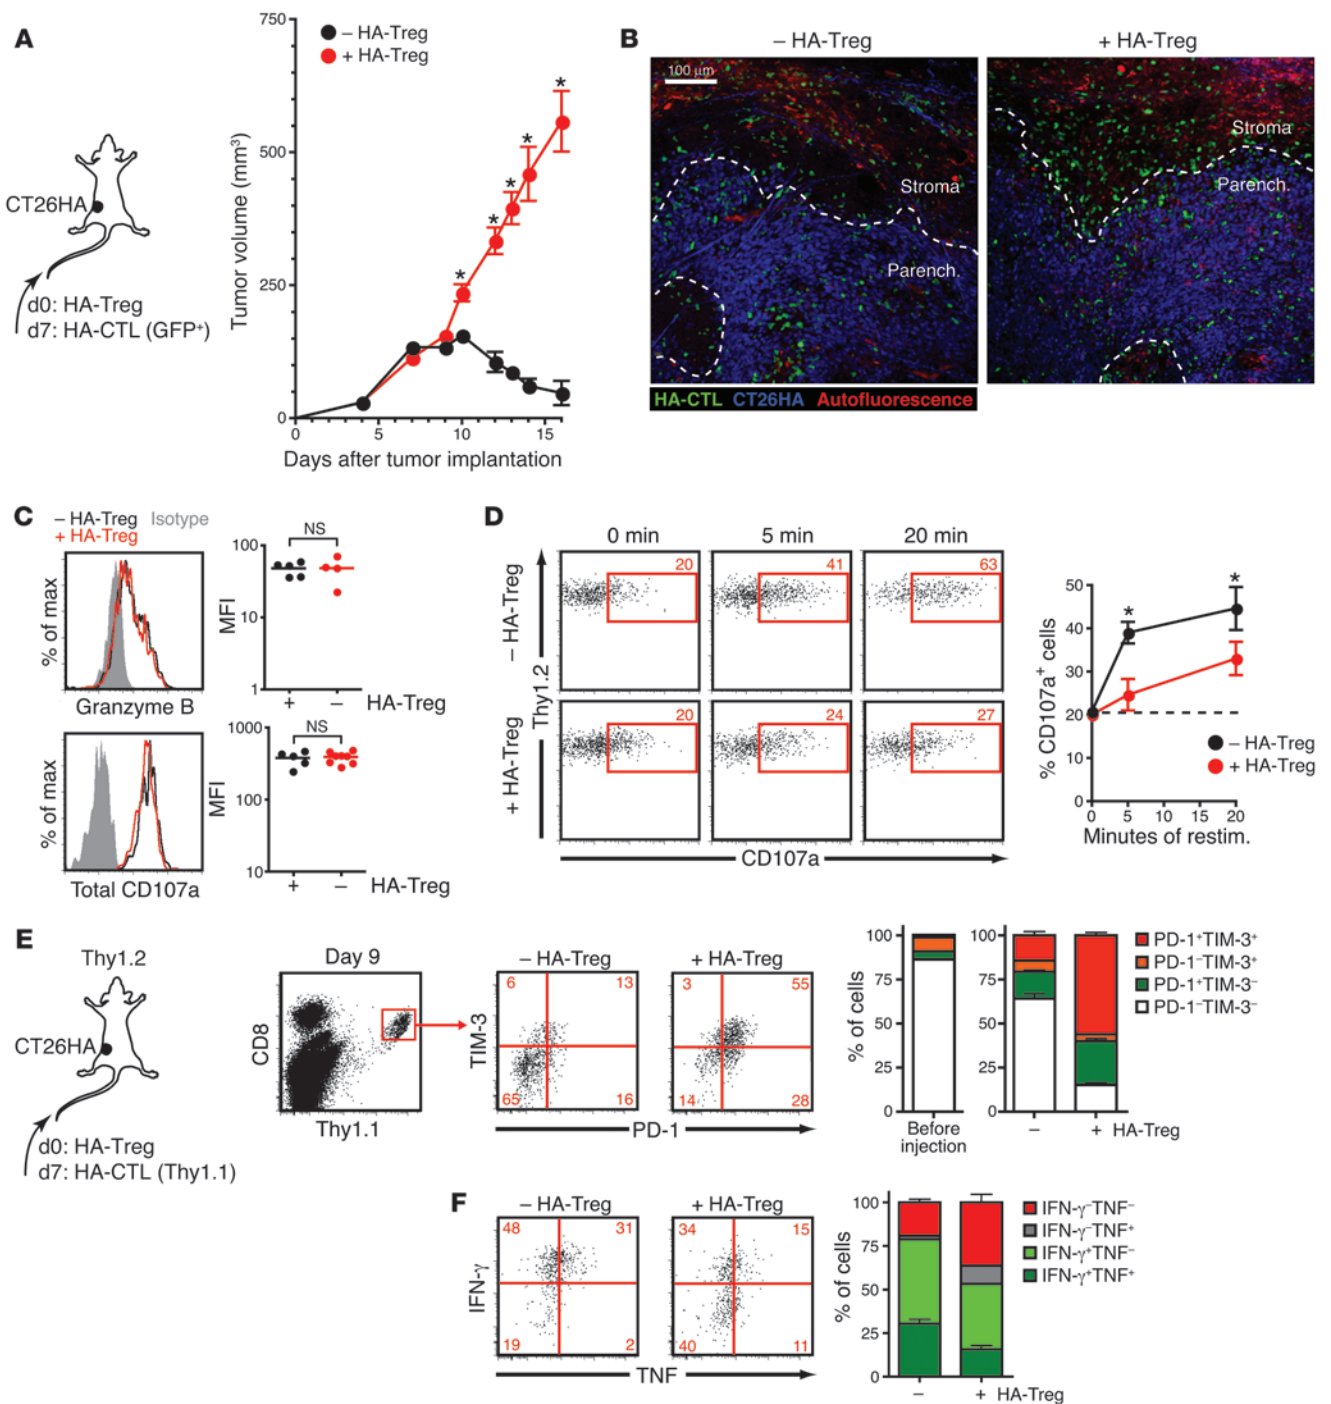 A
CT26HA
d0: HA-Treg
d7: HA-CTL (GFP⁺)
– HA-Treg
+ HA-Treg
Tumor volume (mm³)
750
500
250
0
* * * * * *
0 5 10 15
Days after tumor implantation
B
– HA-Treg
+ HA-Treg
100 μm
Stroma
Parench.
Stroma
Parench.
HA-CTL CT26HA Autofluorescence
C
– HA-Treg Isotype
+ HA-Treg
% of max
Granzyme B
NS
MFI
100
10
1
+ – HA-Treg
% of max
Total CD107a
NS
MFI
1000
100
10
+ – HA-Treg
D
0 min 5 min 20 min
– HA-Treg
20 41 63
Thy1.2
+ HA-Treg
20 24 27
CD107a
% CD107a⁺ cells
50
40
30
20
10
0
* *
– HA-Treg
+ HA-Treg
0 5 10 15 20
Minutes of restim.
E
Thy1.2
CT26HA
d0: HA-Treg
d7: HA-CTL (Thy1.1)
Day 9
CD8
Thy1.1
– HA-Treg + HA-Treg
TIM-3
6 13 3 55
65 16 14 28
PD-1
% of cells
100
75
50
25
0
Before
injection
% of cells
100
75
50
25
0
– + HA-Treg
PD-1⁺TIM-3⁺
PD-1⁻TIM-3⁺
PD-1⁺TIM-3⁻
PD-1⁻TIM-3⁻
F
– HA-Treg + HA-Treg
IFN-γ
48 31 34 15
19 2 40 11
TNF
% of cells
100
75
50
25
0
– + HA-Treg
IFN-γ⁻TNF⁻
IFN-γ⁻TNF⁺
IFN-γ⁺TNF⁻
IFN-γ⁺TNF⁺